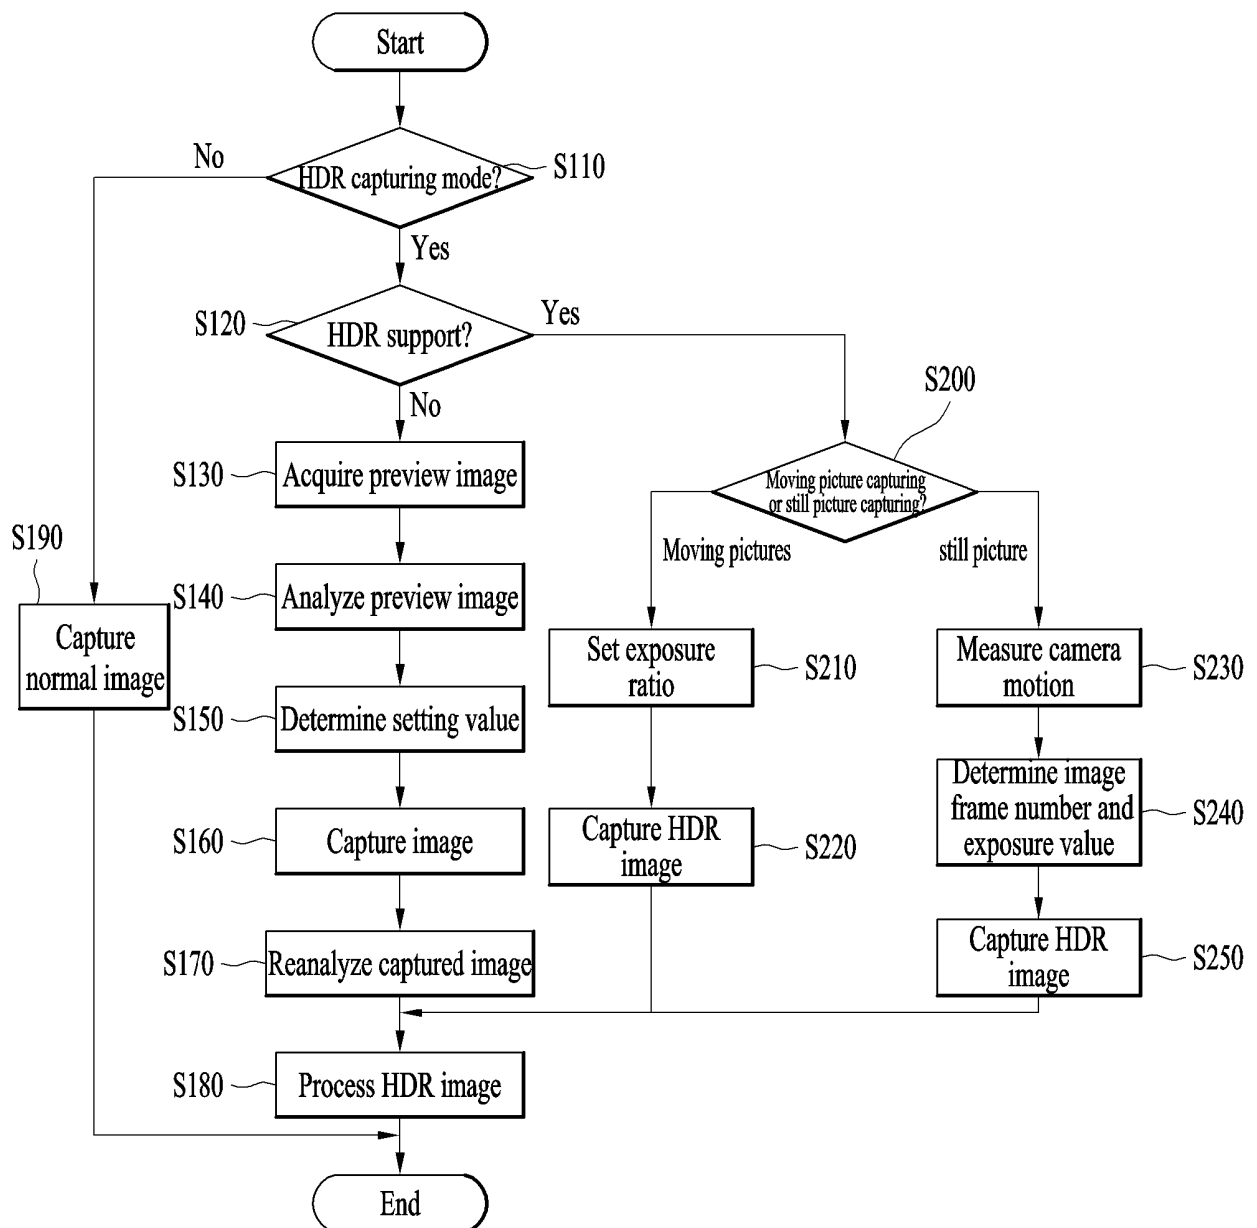 Start
No
HDR capturing mode?
S110
Yes
S120
HDR support?
Yes
No
S200
S130
Acquire preview image
Moving picture capturing
or still picture capturing?
S190
Moving pictures
still picture
S140
Analyze preview image
Capture
normal image
Set exposure
ratio
S210
Measure camera
motion
S230
S150
Determine setting value
Determine image
frame number and
exposure value
S240
S160
Capture image
Capture HDR
image
S220
S170
Reanalyze captured image
Capture HDR
image
S250
S180
Process HDR image
End